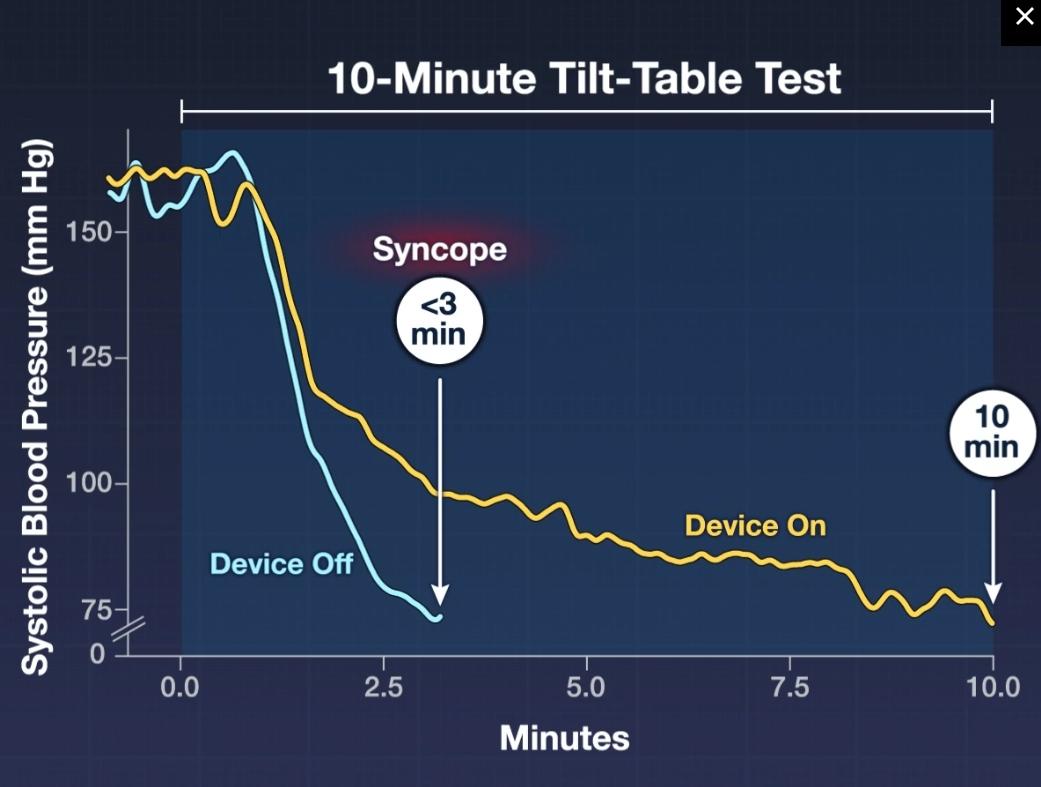 10-Minute Tilt-Table Test
Systolic Blood Pressure (mm Hg)
150
125
100
75
0
Syncope
<3
min
10
min
Device On
Device Off
0.0
2.5
5.0
7.5
10.0
Minutes